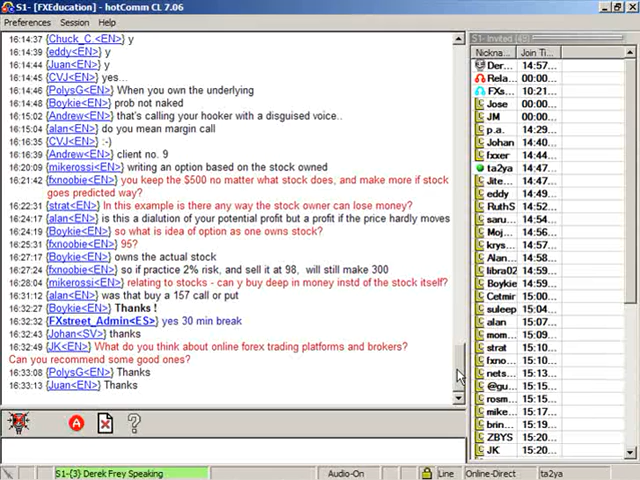 S1- [FXEducation] - hotComm CL 7.06
Preferences Session Help
16:14:37 {Chuck_C.<EN>} y
16:14:39 {eddy<EN>} y
16:14:44 {Juan<EN>} y
16:14:45 {CVJ<EN>} yes...
16:14:46 {PolysG<EN>} When you own the underlying
16:14:48 {Boykie<EN>} prob not naked
16:15:02 {Andrew<EN>} that's calling your hooker with a disguised voice..
16:15:04 {alan<EN>} do you mean margin call
16:16:35 {CVJ<EN>} :-)
16:16:39 {Andrew<EN>} client no. 9
16:20:09 {mikerossi<EN>} writing an option based on the stock owned
16:21:42 {fxnoobie<EN>} you keep the $500 no matter what stock does, and make more if stock
goes predicted way?
16:22:31 {strat<EN>} In this example is there any way the stock owner can lose money?
16:24:17 {alan<EN>} is this a dialution of your potential profit but a profit if the price hardly moves
16:24:19 {Boykie<EN>} so what is idea of option as one owns stock?
16:25:31 {fxnoobie<EN>} 95?
16:27:17 {Boykie<EN>} owns the actual stock
16:27:24 {fxnoobie<EN>} so if practice 2% risk, and sell it at 98, will still make 300
16:28:04 {mikerossi<EN>} relating to stocks - can y buy deep in money instd of the stock itself?
16:31:12 {alan<EN>} was that buy a 157 call or put
16:32:27 {Boykie<EN>} Thanks !
16:32:32 {FXstreet_Admin<ES>} yes 30 min break
16:32:43 {Johan<SV>} thanks
16:32:49 {JK<EN>} What do you think about online forex trading platforms and brokers?
Can you recommend some good ones?
16:33:08 {PolysG<EN>} Thanks
16:33:13 {Juan<EN>} Thanks
S1- Invited (49)
Nickna... Join Ti...
Der... 14:57...
Rela... 00:00...
FXs... 10:21...
Jose 00:00...
JM 00:00...
p.a. 14:29...
Johan 14:40...
fxxer 14:44...
ta2ya 14:47...
Jite... 14:47...
eddy 14:47...
RuthS 14:47...
saru... 14:54...
Moj... 14:57...
krys... 14:57...
Alan... 14:58...
libra02 14:59...
Boykie 14:59...
Cetmir 15:00...
suleep 15:04...
alan 15:07...
mom... 15:09...
strat 15:10...
fxno... 15:10...
nets... 15:13...
@gu... 15:15...
rosm... 15:15...
mike... 15:17...
brin... 15:17...
ZBYS 15:20...
JK 15:20...
A
S1-{3} Derek Frey Speaking Audio-On Line Online-Direct ta2ya